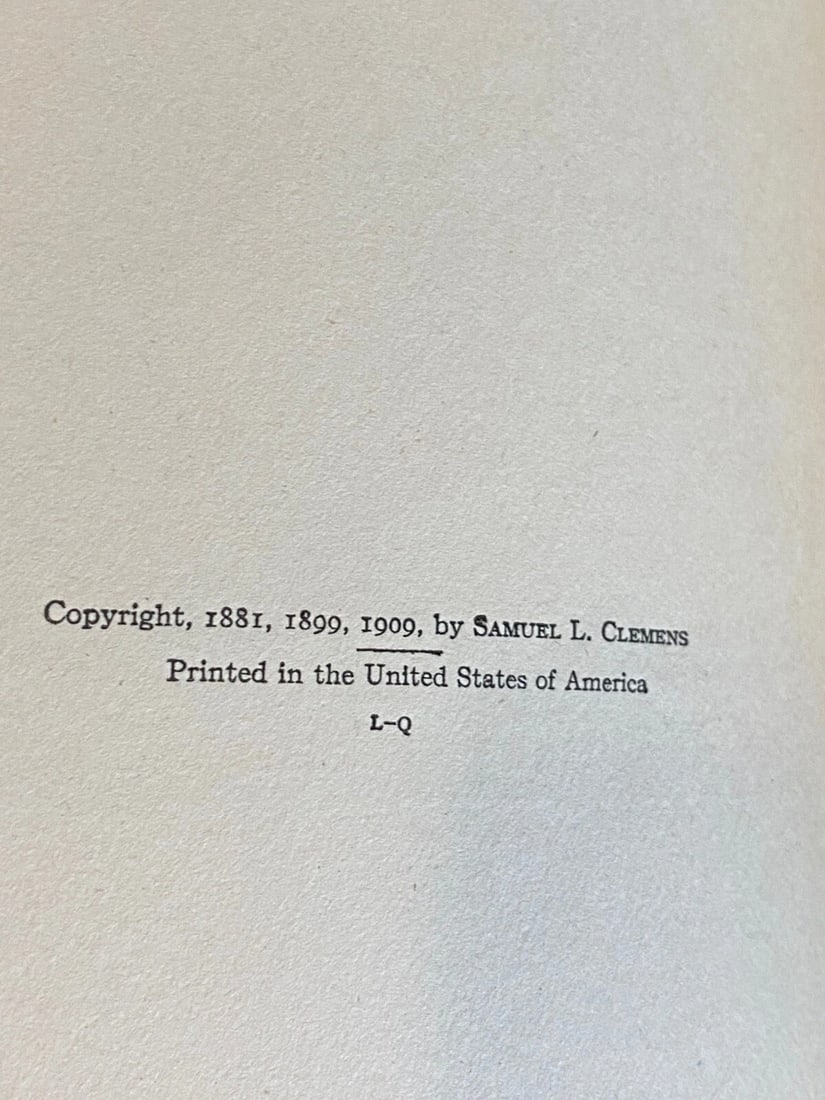 Copyright, 1881, 1899, 1909, by SAMUEL L. CLEMENS
Printed in the United States of America
L-Q